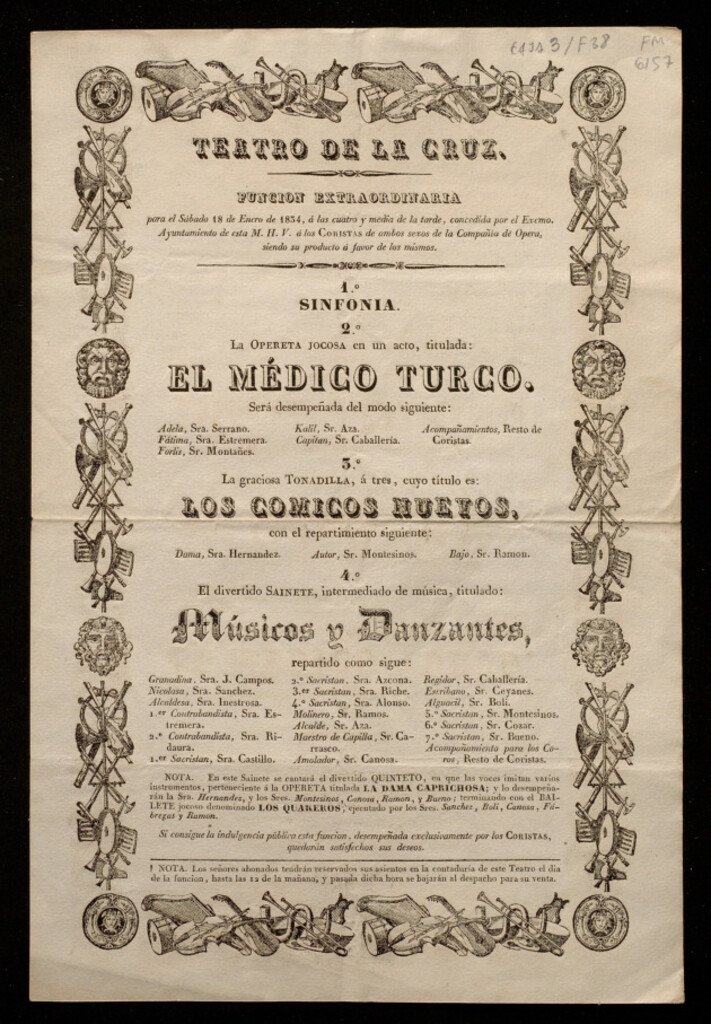 CAJA 3/F38 FM
6157
TEATRO DE LA CRUZ.
FUNCION EXTRAORDINARIA
para el Sábado 18 de Enero de 1834, á las cuatro y media de la tarde, concedida por el Excmo.
Ayuntamiento de esta M. H. V. á los CORISTAS de ambos sexos de la Compañía de Opera,
siendo su producto á favor de los mismos.
1.º
SINFONIA.
2.º
La OPERETA JOCOSA en un acto, titulada:
EL MÉDICO TURCO.
Será desempeñada del modo siguiente:
Adela, Sra. Serrano. Kalil, Sr. Aza. Acompañamientos, Resto de
Fátima, Sra. Estremera. Capitan, Sr. Caballería. Coristas.
Forlis, Sr. Montañes.
3.º
La graciosa TONADILLA, á tres, cuyo título es:
LOS COMICOS NUEVOS,
con el repartimiento siguiente:
Dama, Sra. Hernandez. Autor, Sr. Montesinos. Bajo, Sr. Ramon.
4.º
El divertido SAINETE, intermediado de música, titulado:
Músicos y Danzantes,
repartido como sigue:
Granadina, Sra. J. Campos.
Nicolasa, Sra. Sanchez.
Alcaldesa, Sra. Inestrosa.
1.er Contrabandista, Sra. Es-
tremera.
2.º Contrabandista, Sra. Ri-
daura.
1.er Sacristan, Sra. Castillo.
2.º Sacristan, Sra. Azcona.
3.er Sacristan, Sra. Riche.
4.º Sacristan, Sra. Alonso.
Molinero, Sr. Ramos.
Alcalde, Sr. Aza.
Maestro de Capilla, Sr. Ca-
rrasco.
Amolador, Sr. Canosa.
Regidor, Sr. Caballería.
Escribano, Sr. Ceyanes.
Alguacil, Sr. Boli.
5.º Sacristan, Sr. Montesinos.
6.º Sacristan, Sr. Cozar.
7.º Sacristan, Sr. Bueno.
Acompañamiento para los Co-
ros, Resto de Coristas.
NOTA. En este Sainete se cantará el divertido QUINTETO, en que las voces imitan varios
instrumentos, perteneciente á la OPERETA titulada LA DAMA CAPRICHOSA; y lo desempeña-
rán la Sra. Hernandez, y los Sres. Montesinos, Canosa, Ramon, y Bueno; terminando con el BAI-
LETE jocoso denominado LOS QUAKEROS, ejecutado por los Sres. Sanchez, Boli, Canosa, Fá-
bregas y Ramon.
Si consigue la indulgencia pública esta funcion, desempeñada exclusivamente por los CORISTAS,
quedarán satisfechos sus deseos.
NOTA. Los señores abonados tendrán reservados sus asientos en la contaduría de este Teatro el dia
de la funcion, hasta las 12 de la mañana, y pasada dicha hora se bajarán al despacho para su venta.